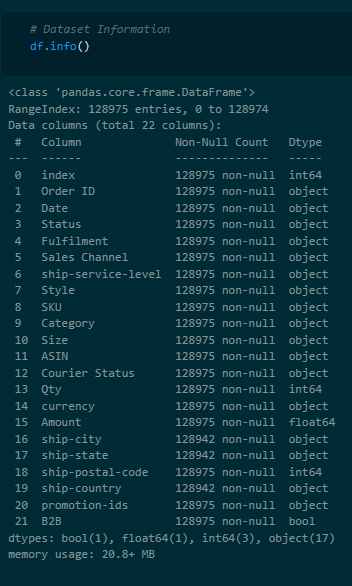 # Dataset Information
df.info()
<class 'pandas.core.frame.DataFrame'>
RangeIndex: 128975 entries, 0 to 128974
Data columns (total 22 columns):
 #   Column              Non-Null Count   Dtype
---  ------              --------------   -----
 0   index               128975 non-null  int64
 1   Order ID            128975 non-null  object
 2   Date                128975 non-null  object
 3   Status              128975 non-null  object
 4   Fulfilment          128975 non-null  object
 5   Sales Channel       128975 non-null  object
 6   ship-service-level  128975 non-null  object
 7   Style               128975 non-null  object
 8   SKU                 128975 non-null  object
 9   Category            128975 non-null  object
 10  Size                128975 non-null  object
 11  ASIN                128975 non-null  object
 12  Courier Status      128975 non-null  object
 13  Qty                 128975 non-null  int64
 14  currency            128975 non-null  object
 15  Amount              128975 non-null  float64
 16  ship-city           128942 non-null  object
 17  ship-state          128942 non-null  object
 18  ship-postal-code    128975 non-null  int64
 19  ship-country        128942 non-null  object
 20  promotion-ids       128975 non-null  object
 21  B2B                 128975 non-null  bool
dtypes: bool(1), float64(1), int64(3), object(17)
memory usage: 20.8+ MB